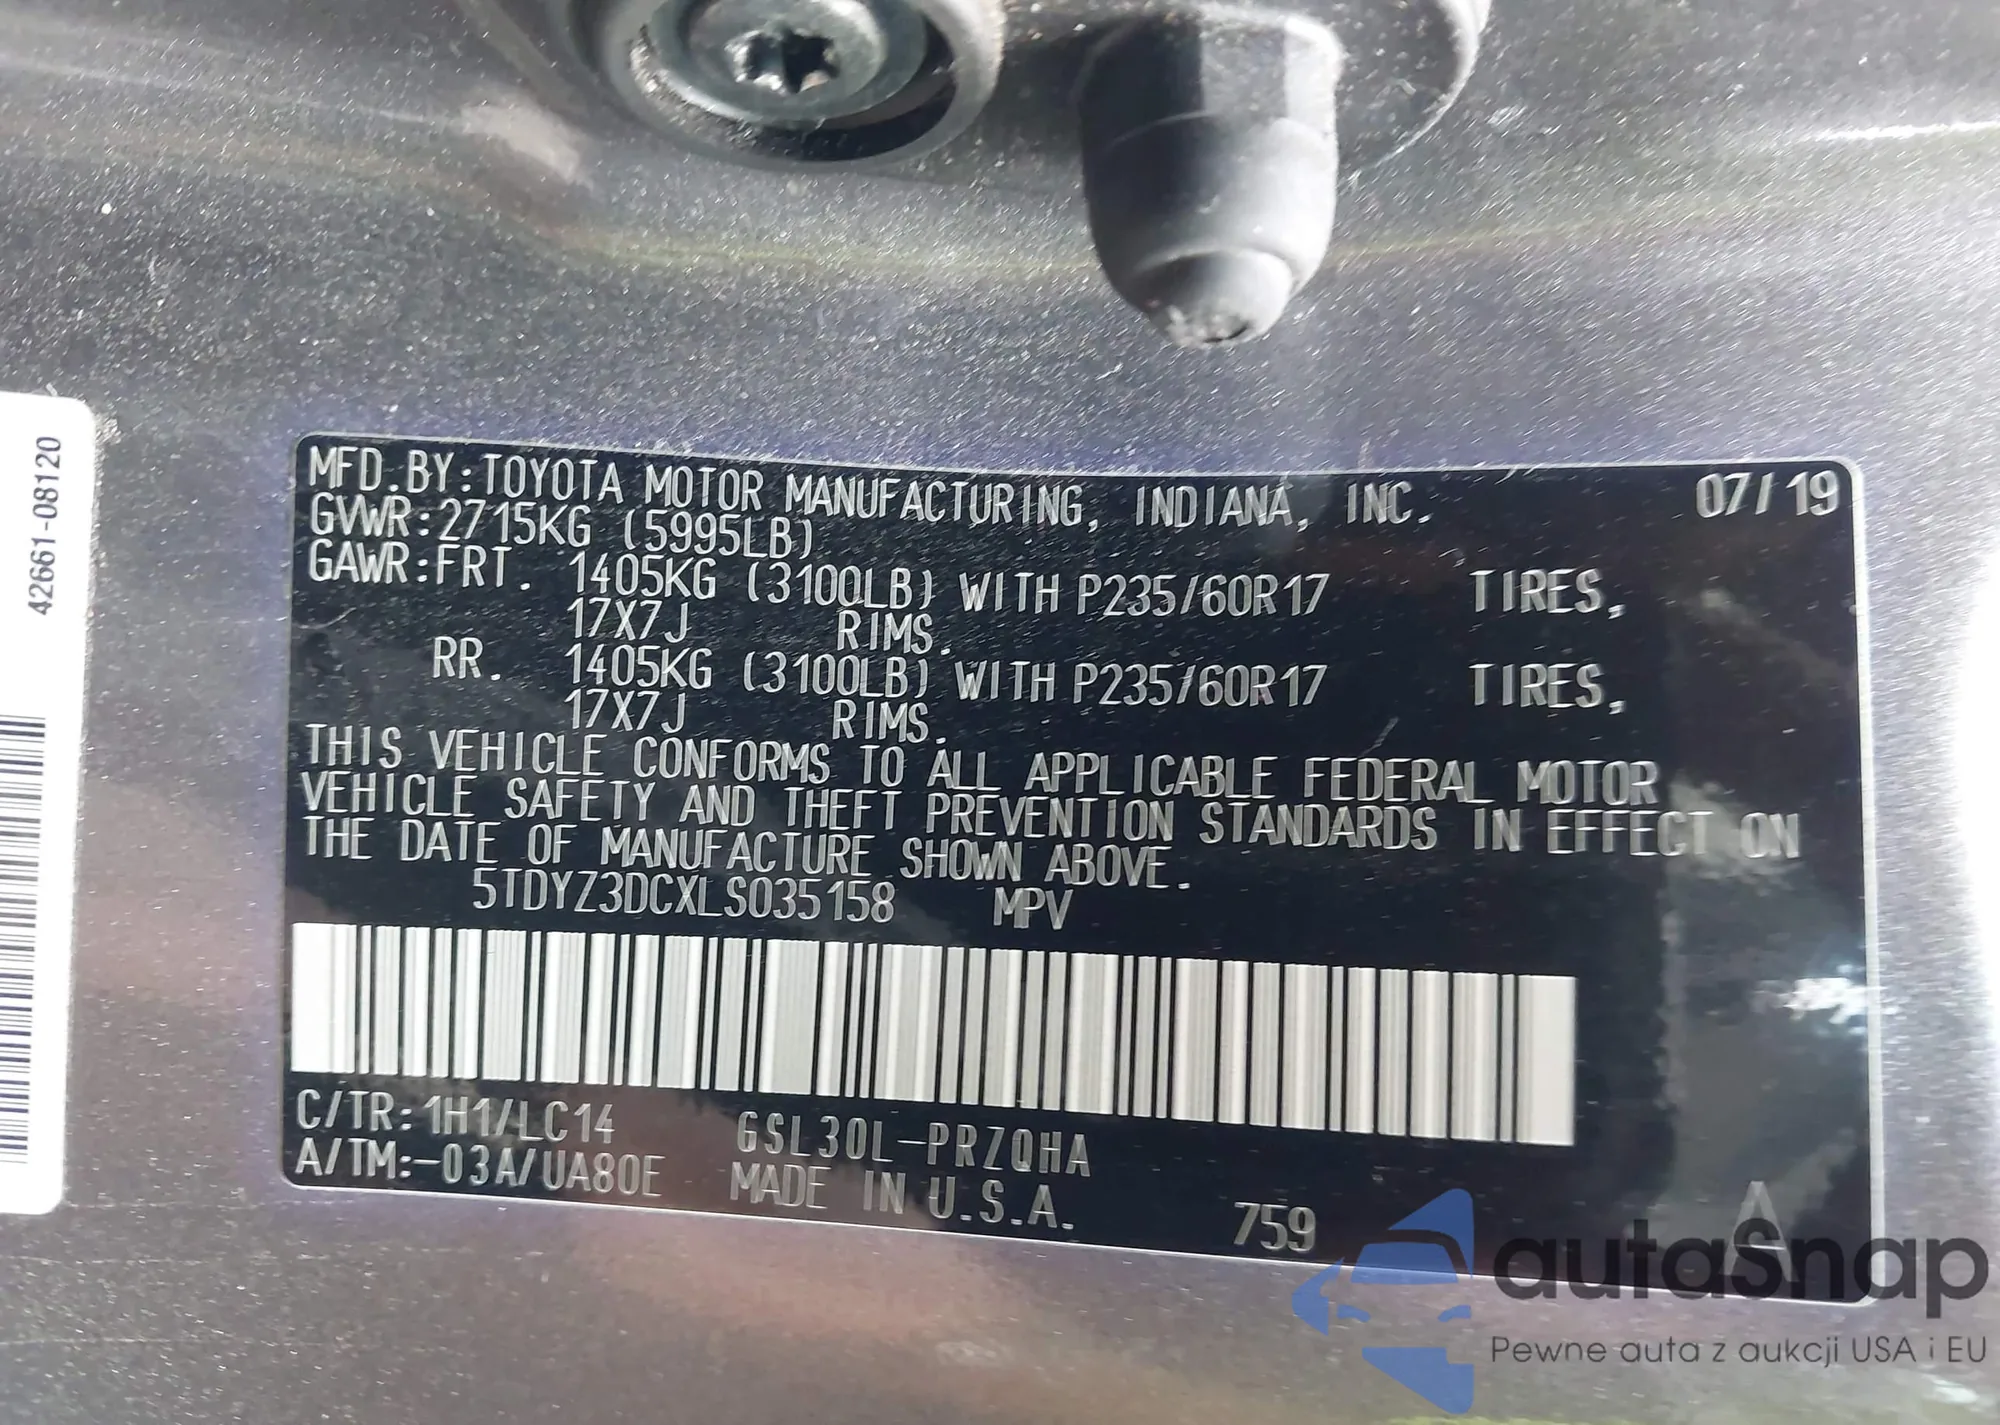 42661-08120
MFD.BY:TOYOTA MOTOR MANUFACTURING, INDIANA, INC. 07/19
GVWR:2715KG (5995LB)
GAWR:FRT. 1405KG (3100LB) WITH P235/60R17 TIRES,
17X7J RIMS.
RR. 1405KG (3100LB) WITH P235/60R17 TIRES,
17X7J RIMS.
THIS VEHICLE CONFORMS TO ALL APPLICABLE FEDERAL MOTOR
VEHICLE SAFETY AND THEFT PREVENTION STANDARDS IN EFFECT ON
THE DATE OF MANUFACTURE SHOWN ABOVE.
5TDYZ3DCXLS035158 MPV
C/TR:1H1/LC14 GSL30L-PRZQHA
A/TM:-03A/UA80E MADE IN U.S.A. 759 A
autoSnap
Pewne auta z aukcji USA i EU